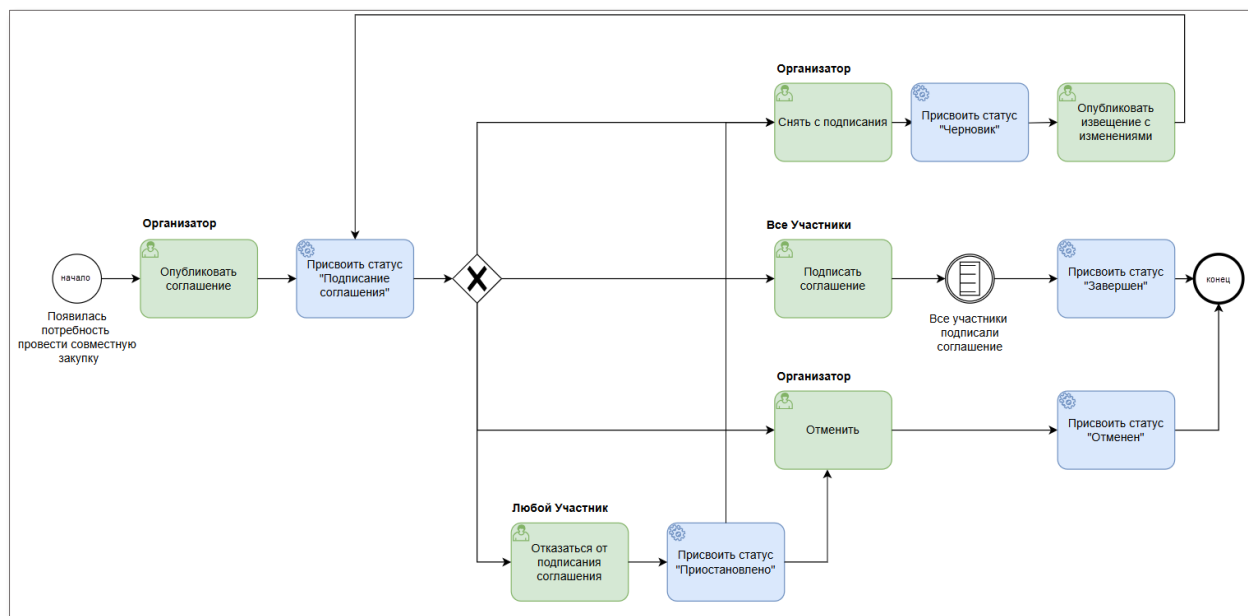 Организатор
Снять с подписания
Присвоить статус
"Черновик"
Опубликовать
извещение с
изменениями
Организатор
Все Участники
начало
Опубликовать
соглашение
Присвоить статус
"Подписание
соглашения"
Подписать
соглашение
Присвоить статус
"Завершен"
конец
Появилась
потребность
провести совместную
закупку
Все участники
подписали
соглашение
Организатор
Отменить
Присвоить статус
"Отменен"
Любой Участник
Отказаться от
подписания
соглашения
Присвоить статус
"Приостановлено"